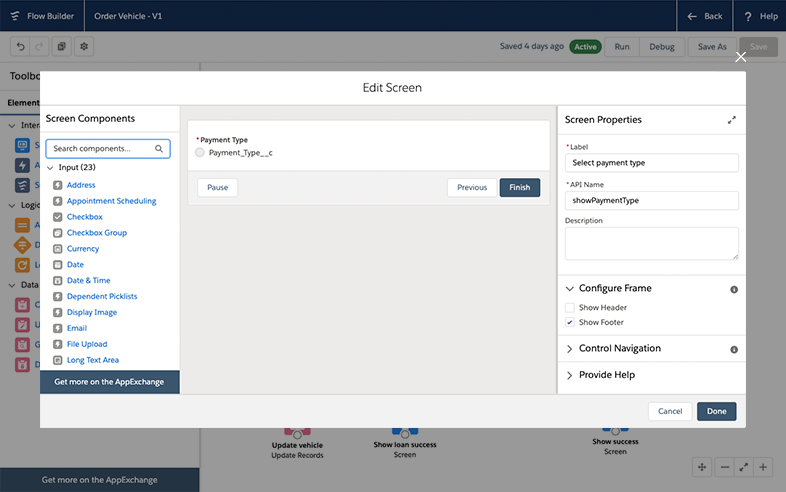 Flow Builder
Order Vehicle - V1
Back
? Help
Saved 4 days ago
Active
Run
Debug
Save As
Save
Edit Screen
Screen Components
Search components...
Input (23)
Address
Appointment Scheduling
Checkbox
Checkbox Group
Currency
Date
Date & Time
Dependent Picklists
Display Image
Email
File Upload
Long Text Area
Get more on the AppExchange
* Payment Type
Payment_Type__c
Pause
Previous
Finish
Screen Properties
* Label
Select payment type
* API Name
showPaymentType
Description
Configure Frame
Show Header
Show Footer
Control Navigation
Provide Help
Cancel
Done
Data
Update vehicle
Update Records
Show loan success
Screen
Show success
Screen
Get more on the AppExchange